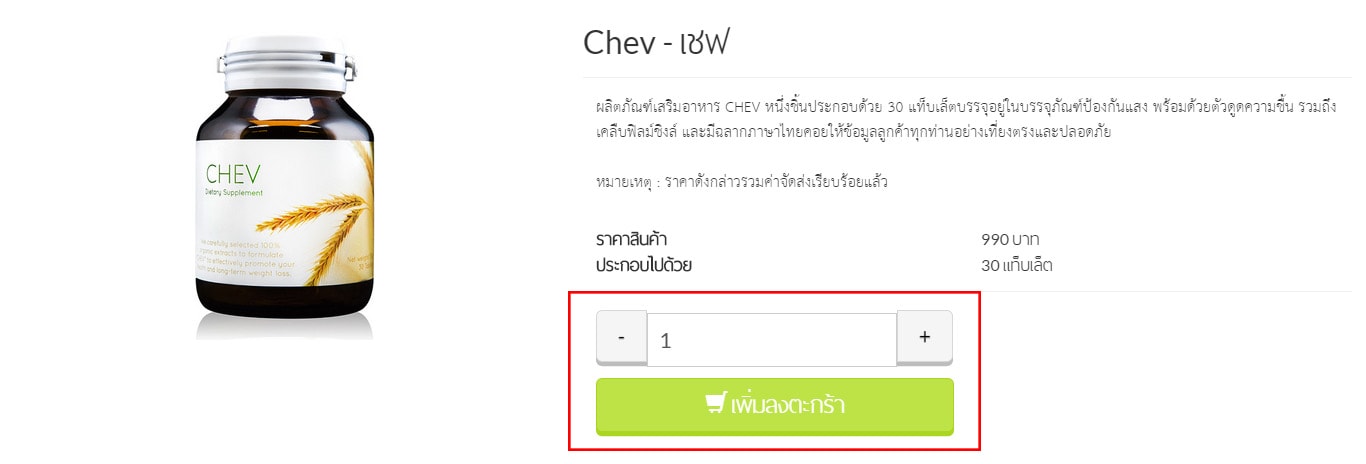 Chev - เชฟ
ผลิตภัณฑ์เสริมอาหาร CHEV หนึ่งชิ้นประกอบด้วย 30 แท็บเล็ตบรรจุอยู่ในบรรจุภัณฑ์ป้องกันแสง พร้อมด้วยตัวดูดความชื้น รวมถึง
เคลือบฟิลม์ซิงล์ และมีฉลากภาษาไทยคอยให้ข้อมูลลูกค้าทุกท่านอย่างเที่ยงตรงและปลอดภัย
หมายเหตุ : ราคาดังกล่าวรวมค่าจัดส่งเรียบร้อยแล้ว
ราคาสินค้า 990 บาท
ประกอบไปด้วย 30 แท็บเล็ต
- 1 +
เพิ่มลงตะกร้า
CHEV
Dietary Supplement
carefully selected 100%
extracts to formulate
to effectively promote your
and long-term weight loss.